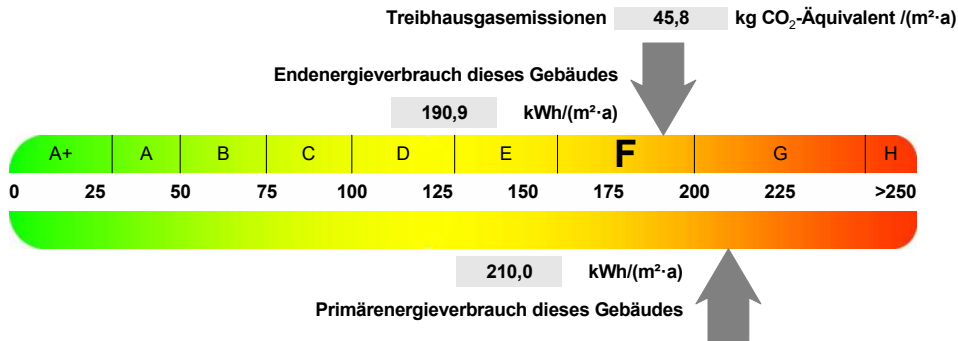 Treibhausgasemissionen 45,8 kg CO₂-Äquivalent /(m²·a)
Endenergieverbrauch dieses Gebäudes
190,9 kWh/(m²·a)
A+ A B C D E F G H
0 25 50 75 100 125 150 175 200 225 >250
210,0 kWh/(m²·a)
Primärenergieverbrauch dieses Gebäudes